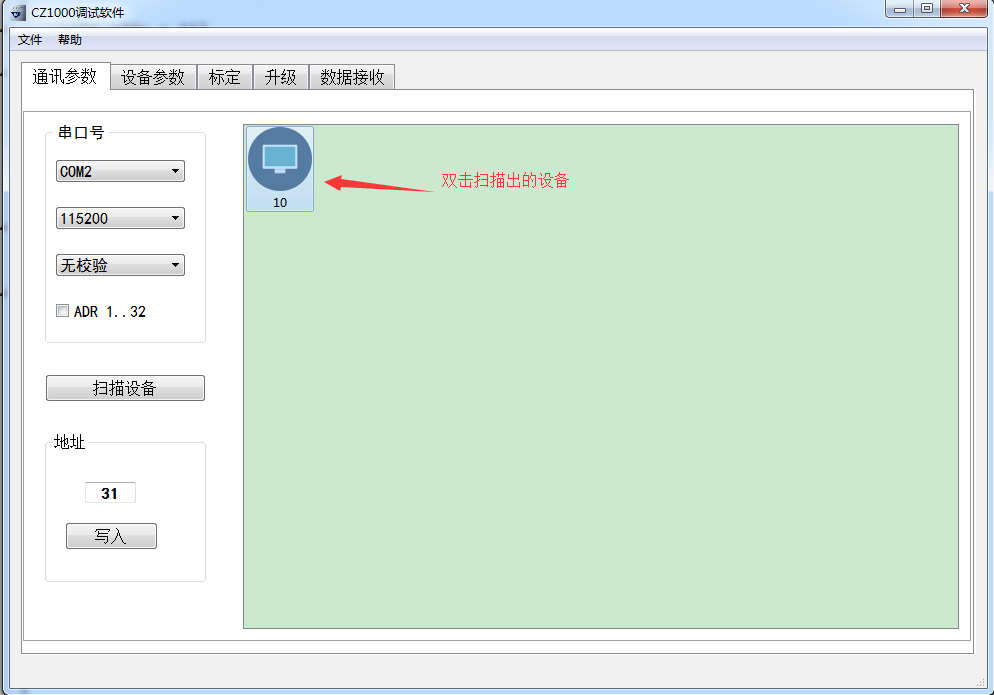 CZ1000调试软件
文件 帮助
通讯参数 设备参数 标定 升级 数据接收
串口号
COM2
115200
无校验
ADR 1..32
扫描设备
地址
31
写入
10
双击扫描出的设备